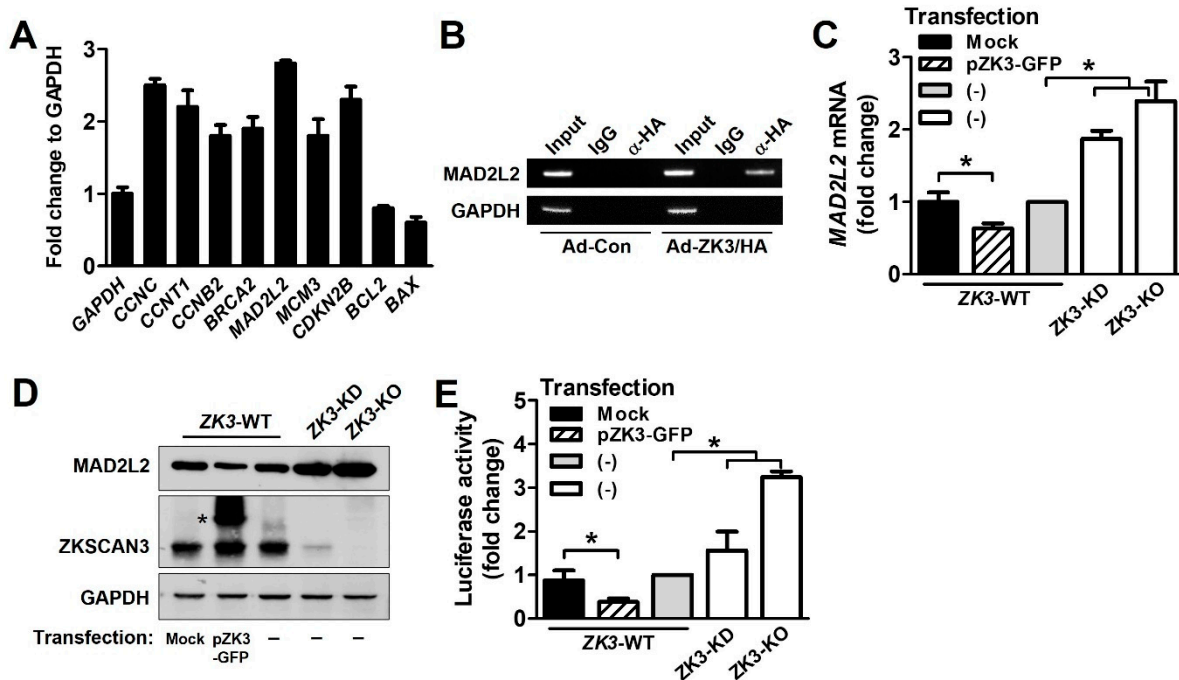 A
Fold change to GAPDH
3
2
1
0
GAPDH
CCNC
CCNT1
CCNB2
BRCA2
MAD2L2
MCM3
CDKN2B
BCL2
BAX
B
Input
IgG
α-HA
Input
IgG
α-HA
MAD2L2
GAPDH
Ad-Con
Ad-ZK3/HA
C
Transfection
Mock
pZK3-GFP
(-)
(-)
MAD2L2 mRNA
(fold change)
3
2
1
0
*
*
ZK3-WT
ZK3-KD
ZK3-KO
D
ZK3-WT
ZK3-KD
ZK3-KO
MAD2L2
*
ZKSCAN3
GAPDH
Transfection: Mock pZK3 – – –
-GFP
E
Transfection
Mock
pZK3-GFP
(-)
(-)
Luciferase activity
(fold change)
5
4
3
2
1
0
*
*
ZK3-WT
ZK3-KD
ZK3-KO